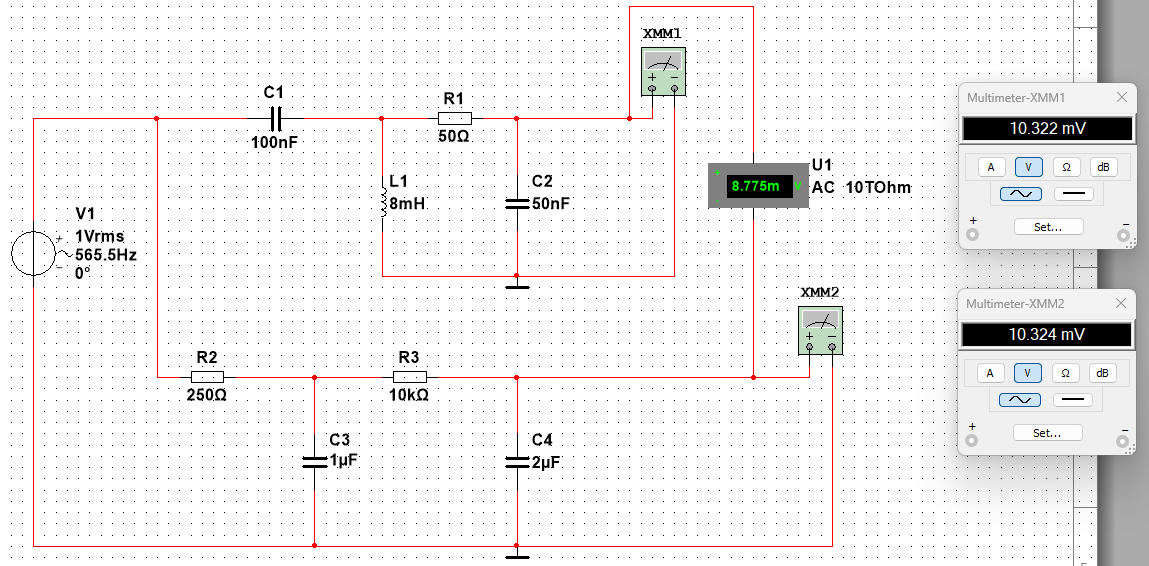 XMM1
C1
100nF
R1
50Ω
L1
8mH
C2
50nF
8.775m V
U1
AC 10TOhm
V1
1Vrms
565.5Hz
0°
XMM2
R2
250Ω
R3
10kΩ
C3
1µF
C4
2µF
Multimeter-XMM1
10.322 mV
A V Ω dB
Set...
Multimeter-XMM2
10.324 mV
A V Ω dB
Set...